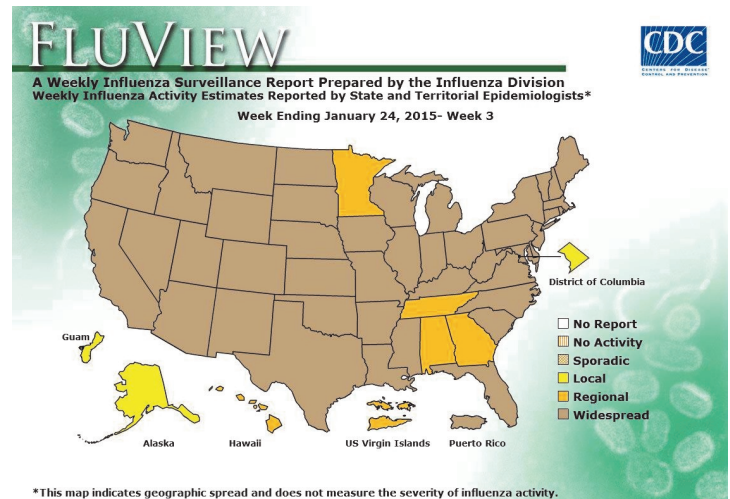 FLUVIEW
CDC
CENTERS FOR DISEASE
CONTROL AND PREVENTION
A Weekly Influenza Surveillance Report Prepared by the Influenza Division
Weekly Influenza Activity Estimates Reported by State and Territorial Epidemiologists*
Week Ending January 24, 2015- Week 3
District of Columbia
No Report
No Activity
Sporadic
Local
Regional
Widespread
Guam
Alaska
Hawaii
US Virgin Islands
Puerto Rico
*This map indicates geographic spread and does not measure the severity of influenza activity.